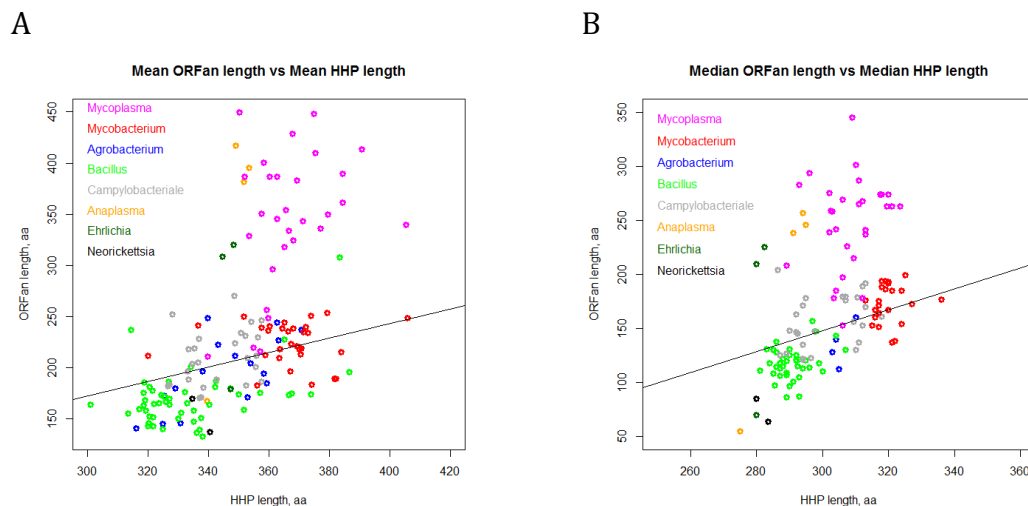 A
B
Mean ORFan length vs Mean HHP length
Mycoplasma
Mycobacterium
Agrobacterium
Bacillus
Campylobacteriale
Anaplasma
Ehrlichia
Neorickettsia
ORFan length, aa
450
400
350
300
250
200
150
300 320 340 360 380 400 420
HHP length, aa
Median ORFan length vs Median HHP length
Mycoplasma
Mycobacterium
Agrobacterium
Bacillus
Campylobacteriale
Anaplasma
Ehrlichia
Neorickettsia
ORFan length, aa
350
300
250
200
150
100
50
260 280 300 320 340 360
HHP length, aa